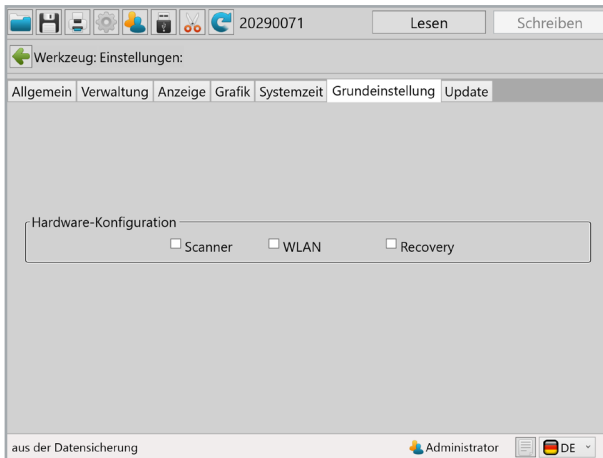 20290071 Lesen Schreiben
Werkzeug: Einstellungen:
Allgemein Verwaltung Anzeige Grafik Systemzeit Grundeinstellung Update
Hardware-Konfiguration
Scanner WLAN Recovery
aus der Datensicherung Administrator DE